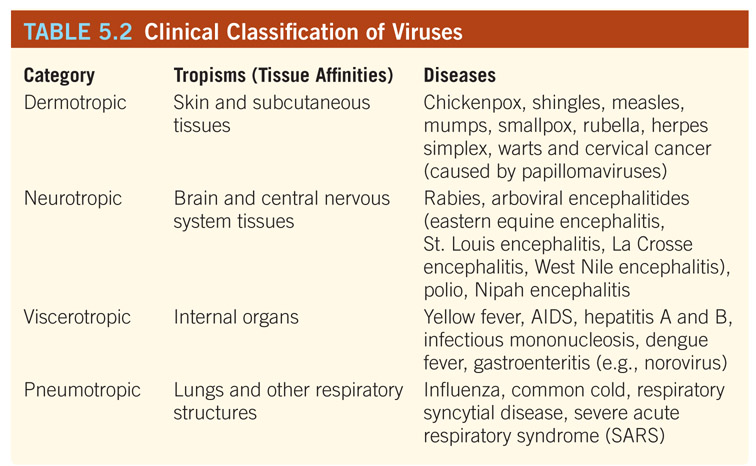 TABLE 5.2 Clinical Classification of Viruses
Category Tropisms (Tissue Affinities) Diseases
Dermotropic Skin and subcutaneous Chickenpox, shingles, measles,
tissues mumps, smallpox, rubella, herpes
simplex, warts and cervical cancer
(caused by papillomaviruses)
Neurotropic Brain and central nervous Rabies, arboviral encephalitides
system tissues (eastern equine encephalitis,
St. Louis encephalitis, La Crosse
encephalitis, West Nile encephalitis),
polio, Nipah encephalitis
Viscerotropic Internal organs Yellow fever, AIDS, hepatitis A and B,
infectious mononucleosis, dengue
fever, gastroenteritis (e.g., norovirus)
Pneumotropic Lungs and other respiratory Influenza, common cold, respiratory
structures syncytial disease, severe acute
respiratory syndrome (SARS)